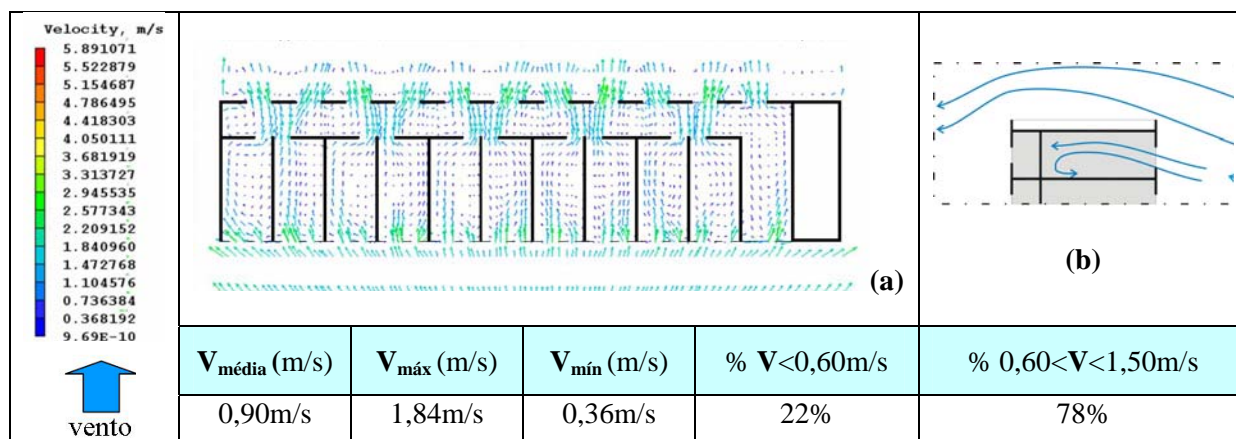 Velocity, m/s
5.891071
5.522879
5.154687
4.786495
4.418303
4.050111
3.681919
3.313727
2.945535
2.577343
2.209152
1.840960
1.472768
1.104576
0.736384
0.368192
9.69E-10
vento
(a)
(b)
Vmédia (m/s) Vmáx (m/s) Vmín (m/s) % V<0,60m/s % 0,60<V<1,50m/s
0,90m/s 1,84m/s 0,36m/s 22% 78%